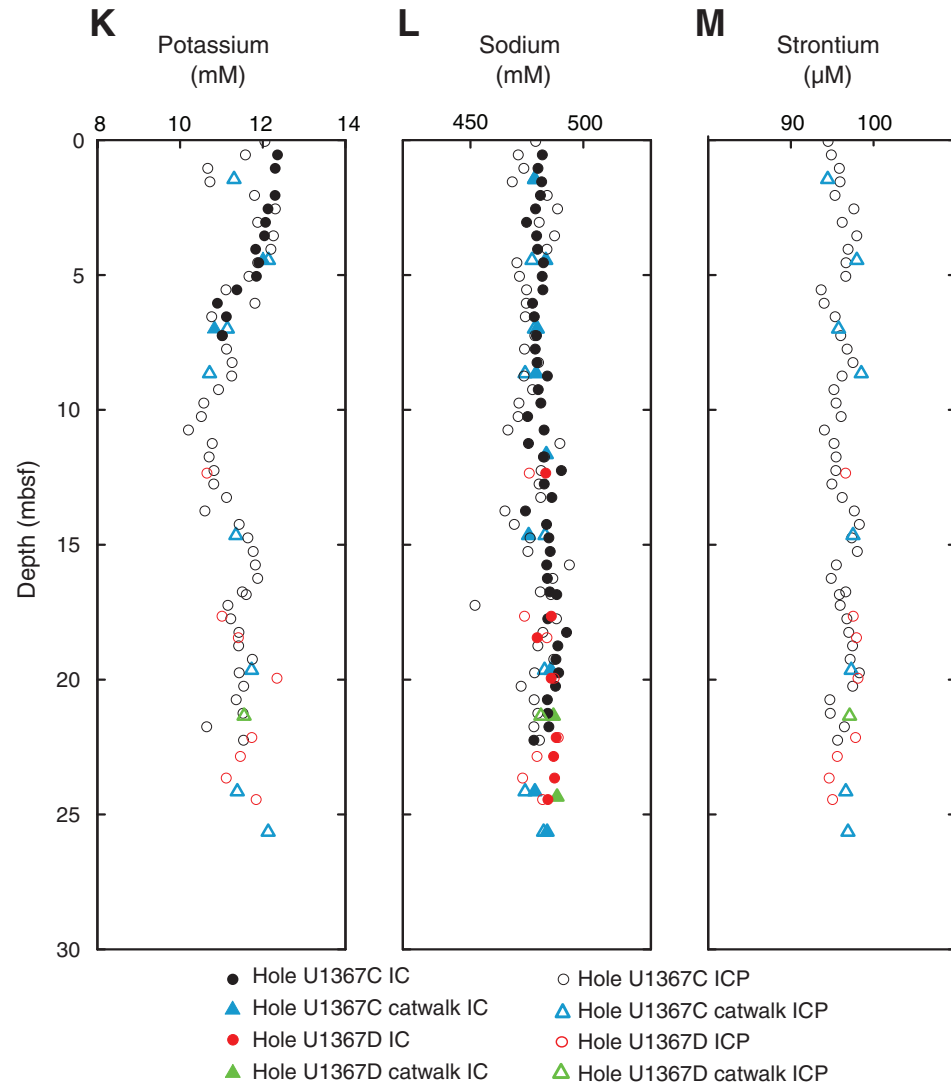 K
Potassium
(mM)
8 10 12 14
L
Sodium
(mM)
450 500
M
Strontium
(µM)
90 100
0
5
10
15
20
25
30
Depth (mbsf)
Hole U1367C IC
Hole U1367C catwalk IC
Hole U1367D IC
Hole U1367D catwalk IC
Hole U1367C ICP
Hole U1367C catwalk ICP
Hole U1367D ICP
Hole U1367D catwalk ICP